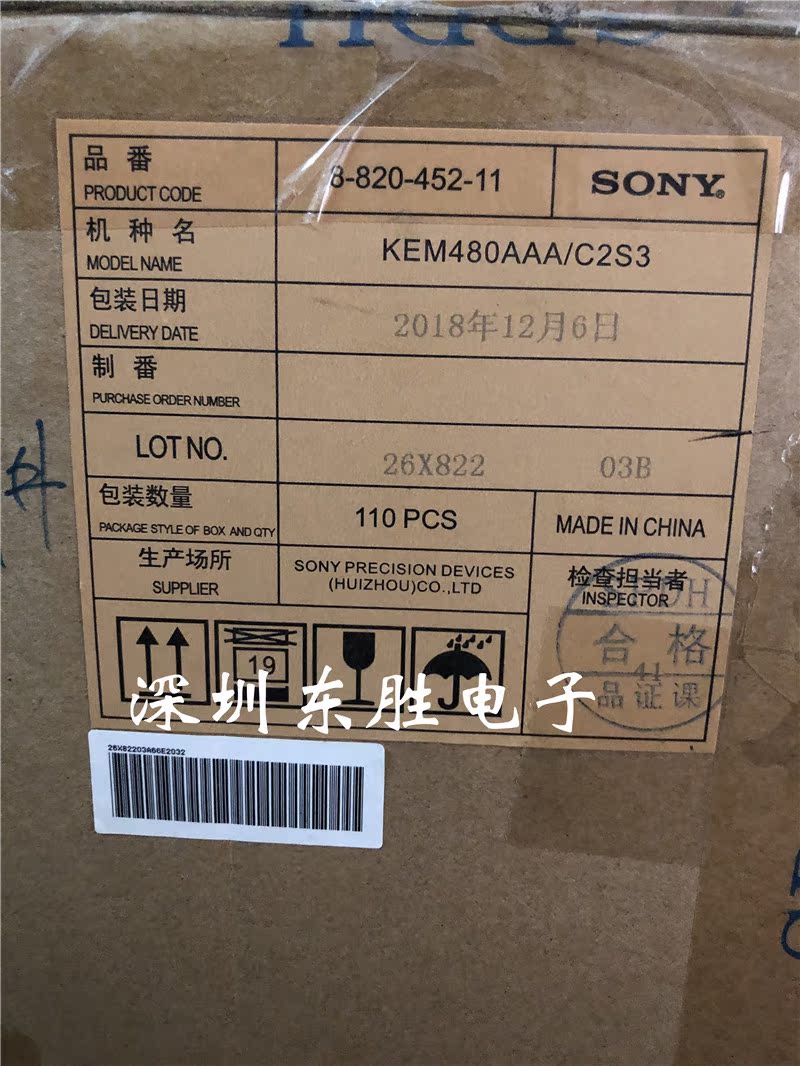 品番
PRODUCT CODE
8-820-452-11
SONY®
机种名
MODEL NAME
KEM480AAA/C2S3
包装日期
DELIVERY DATE
2018年12月6日
制番
PURCHASE ORDER NUMBER
LOT NO.
26X822 03B
包装数量
PACKAGE STYLE OF BOX AND QTY
110 PCS
MADE IN CHINA
生产场所
SUPPLIER
SONY PRECISION DEVICES
(HUIZHOU)CO.,LTD
检查担当者
INSPECTOR
合格
41
品证课
19
深圳东胜电子
26X82203A66E2032